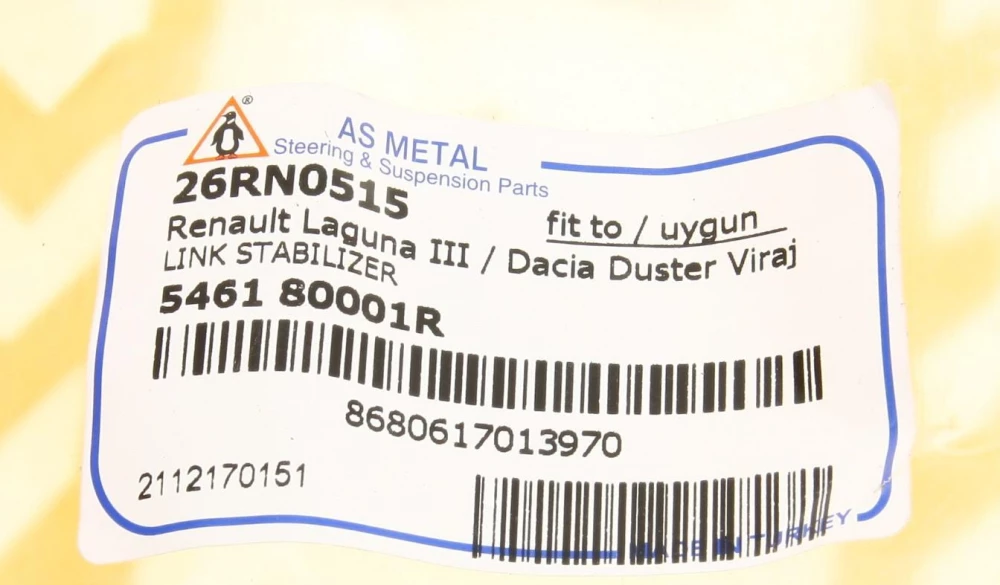 ®
AS METAL
Steering & Suspension Parts
26RN0515
fit to / uygun
Renault Laguna III / Dacia Duster Viraj
LINK STABILIZER
5461 80001R
8680617013970
2112170151
MADE IN TURKEY